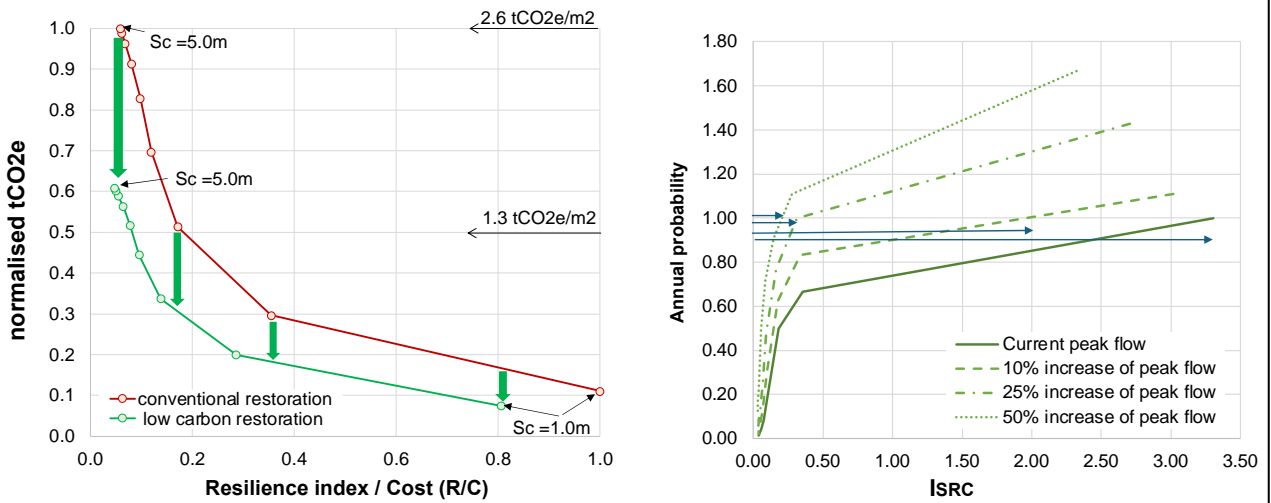 2.6 tCO2e/m2
1.0
0.9
0.8
0.7
0.6
0.5
0.4
0.3
0.2
0.1
0.0
normalised tCO2e
Sc =5.0m
Sc =5.0m
1.3 tCO2e/m2
conventional restoration
low carbon restoration
Sc =1.0m
0.0
0.2
0.4
0.6
0.8
1.0
Resilience index / Cost (R/C)
1.80
1.60
1.40
1.20
1.00
0.80
0.60
0.40
0.20
0.00
Annual probability
Current peak flow
10% increase of peak flow
25% increase of peak flow
50% increase of peak flow
0.00
0.50
1.00
1.50
2.00
2.50
3.00
3.50
ISRC